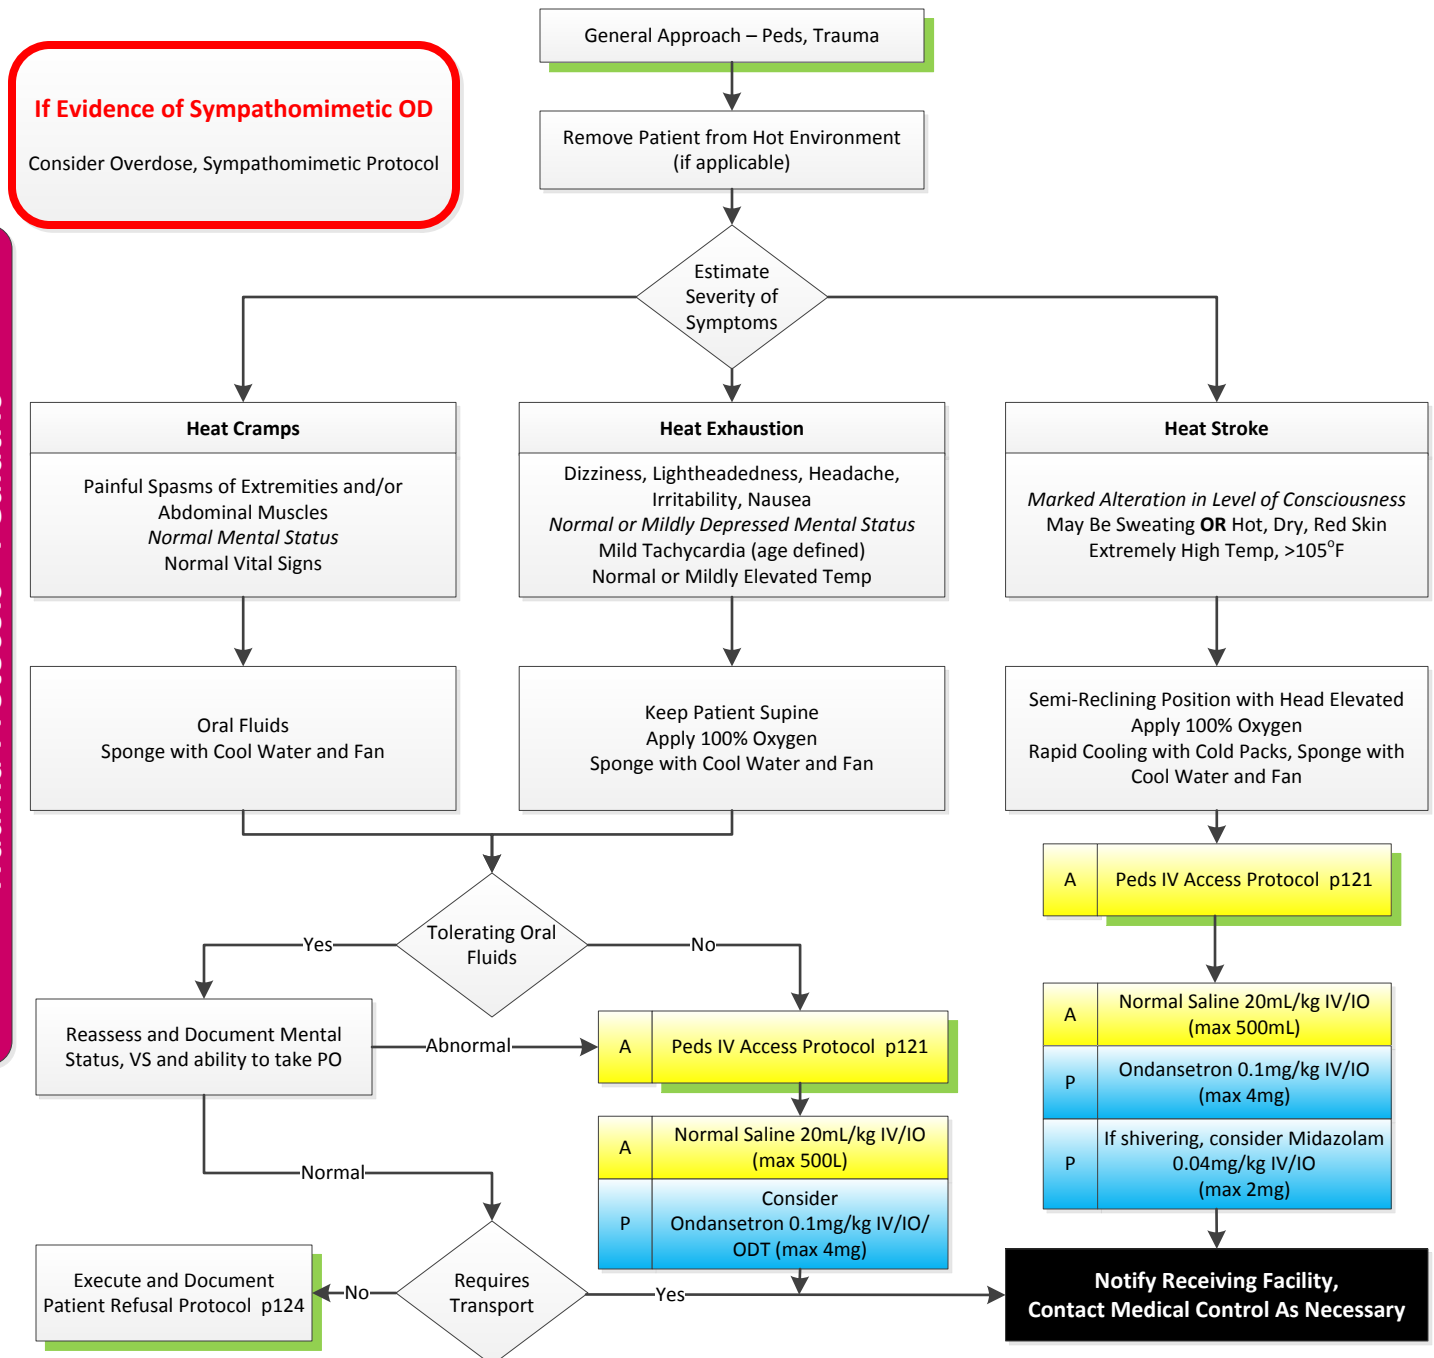 General Approach – Peds, Trauma
If Evidence of Sympathomimetic OD
Consider Overdose, Sympathomimetic Protocol
Remove Patient from Hot Environment
(if applicable)
Estimate
Severity of
Symptoms
Heat Cramps
Painful Spasms of Extremities and/or
Abdominal Muscles
Normal Mental Status
Normal Vital Signs
Heat Exhaustion
Dizziness, Lightheadedness, Headache,
Irritability, Nausea
Normal or Mildly Depressed Mental Status
Mild Tachycardia (age defined)
Normal or Mildly Elevated Temp
Heat Stroke
Marked Alteration in Level of Consciousness
May Be Sweating OR Hot, Dry, Red Skin
Extremely High Temp, >105°F
Oral Fluids
Sponge with Cool Water and Fan
Keep Patient Supine
Apply 100% Oxygen
Sponge with Cool Water and Fan
Semi-Reclining Position with Head Elevated
Apply 100% Oxygen
Rapid Cooling with Cold Packs, Sponge with
Cool Water and Fan
A Peds IV Access Protocol p121
Tolerating Oral
Fluids
Yes
No
Reassess and Document Mental
Status, VS and ability to take PO
Abnormal
A Peds IV Access Protocol p121
A Normal Saline 20mL/kg IV/IO
(max 500mL)
P Ondansetron 0.1mg/kg IV/IO
(max 4mg)
P If shivering, consider Midazolam
0.04mg/kg IV/IO
(max 2mg)
A Normal Saline 20mL/kg IV/IO
(max 500L)
P Consider
Ondansetron 0.1mg/kg IV/IO/
ODT (max 4mg)
Normal
Requires
Transport
No
Yes
Execute and Document
Patient Refusal Protocol p124
Notify Receiving Facility,
Contact Medical Control As Necessary